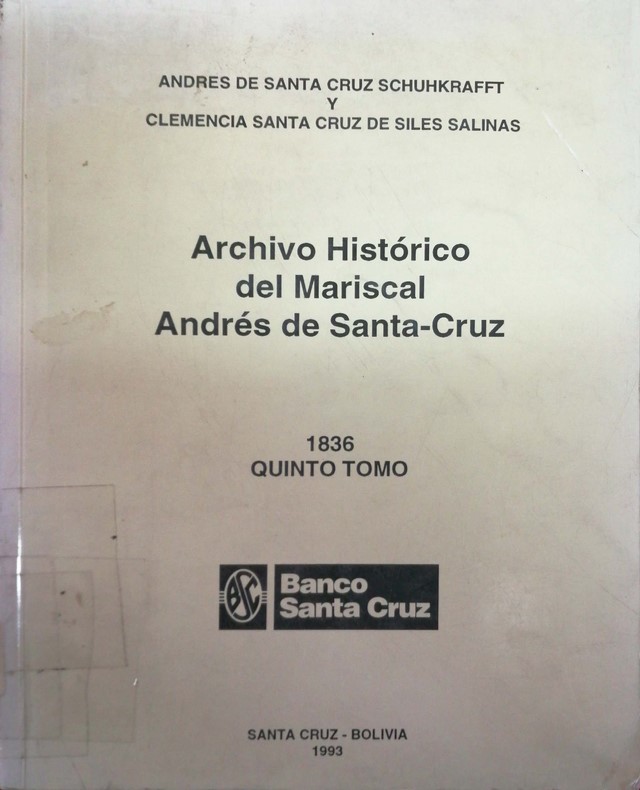 ANDRES DE SANTA CRUZ SCHUHKRAFFT
Y
CLEMENCIA SANTA CRUZ DE SILES SALINAS
Archivo Histórico
del Mariscal
Andrés de Santa-Cruz
1836
QUINTO TOMO
BSC
Banco
Santa Cruz
SANTA CRUZ - BOLIVIA
1993